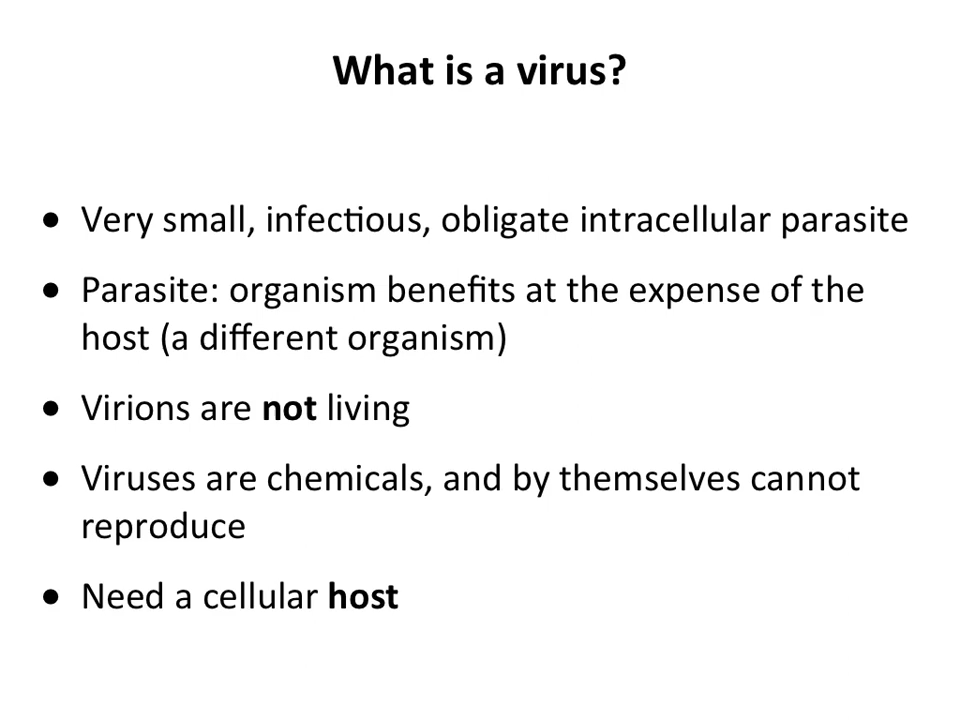 What is a virus?
• Very small, infectious, obligate intracellular parasite
• Parasite: organism benefits at the expense of the
host (a different organism)
• Virions are not living
• Viruses are chemicals, and by themselves cannot
reproduce
• Need a cellular host